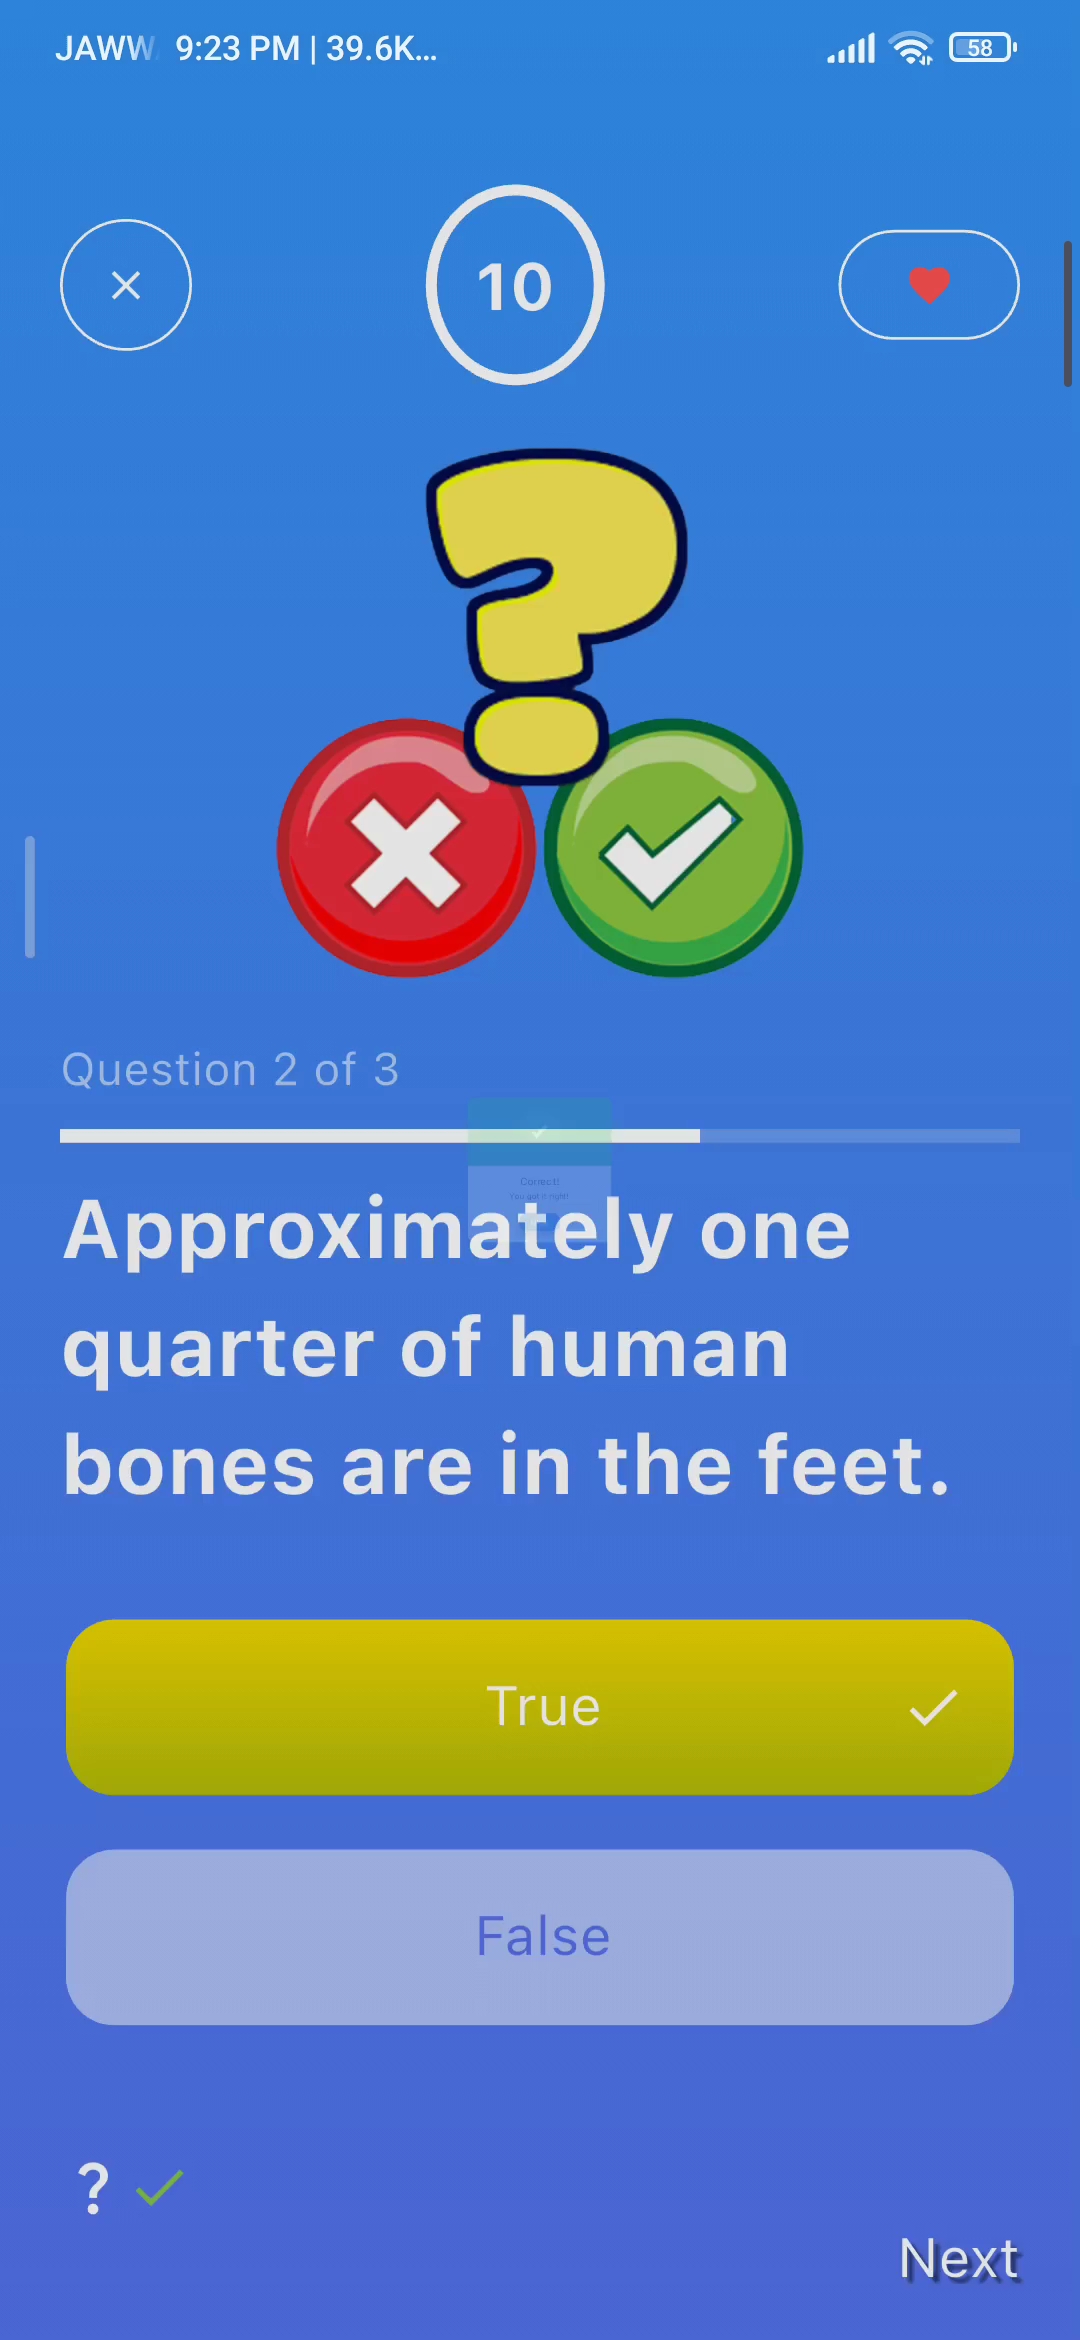 JAWW 9:23 PM | 39.6K...
58
10
Question 2 of 3
Correct!
You got it right!
Approximately one
quarter of human
bones are in the feet.
True
False
?
Next